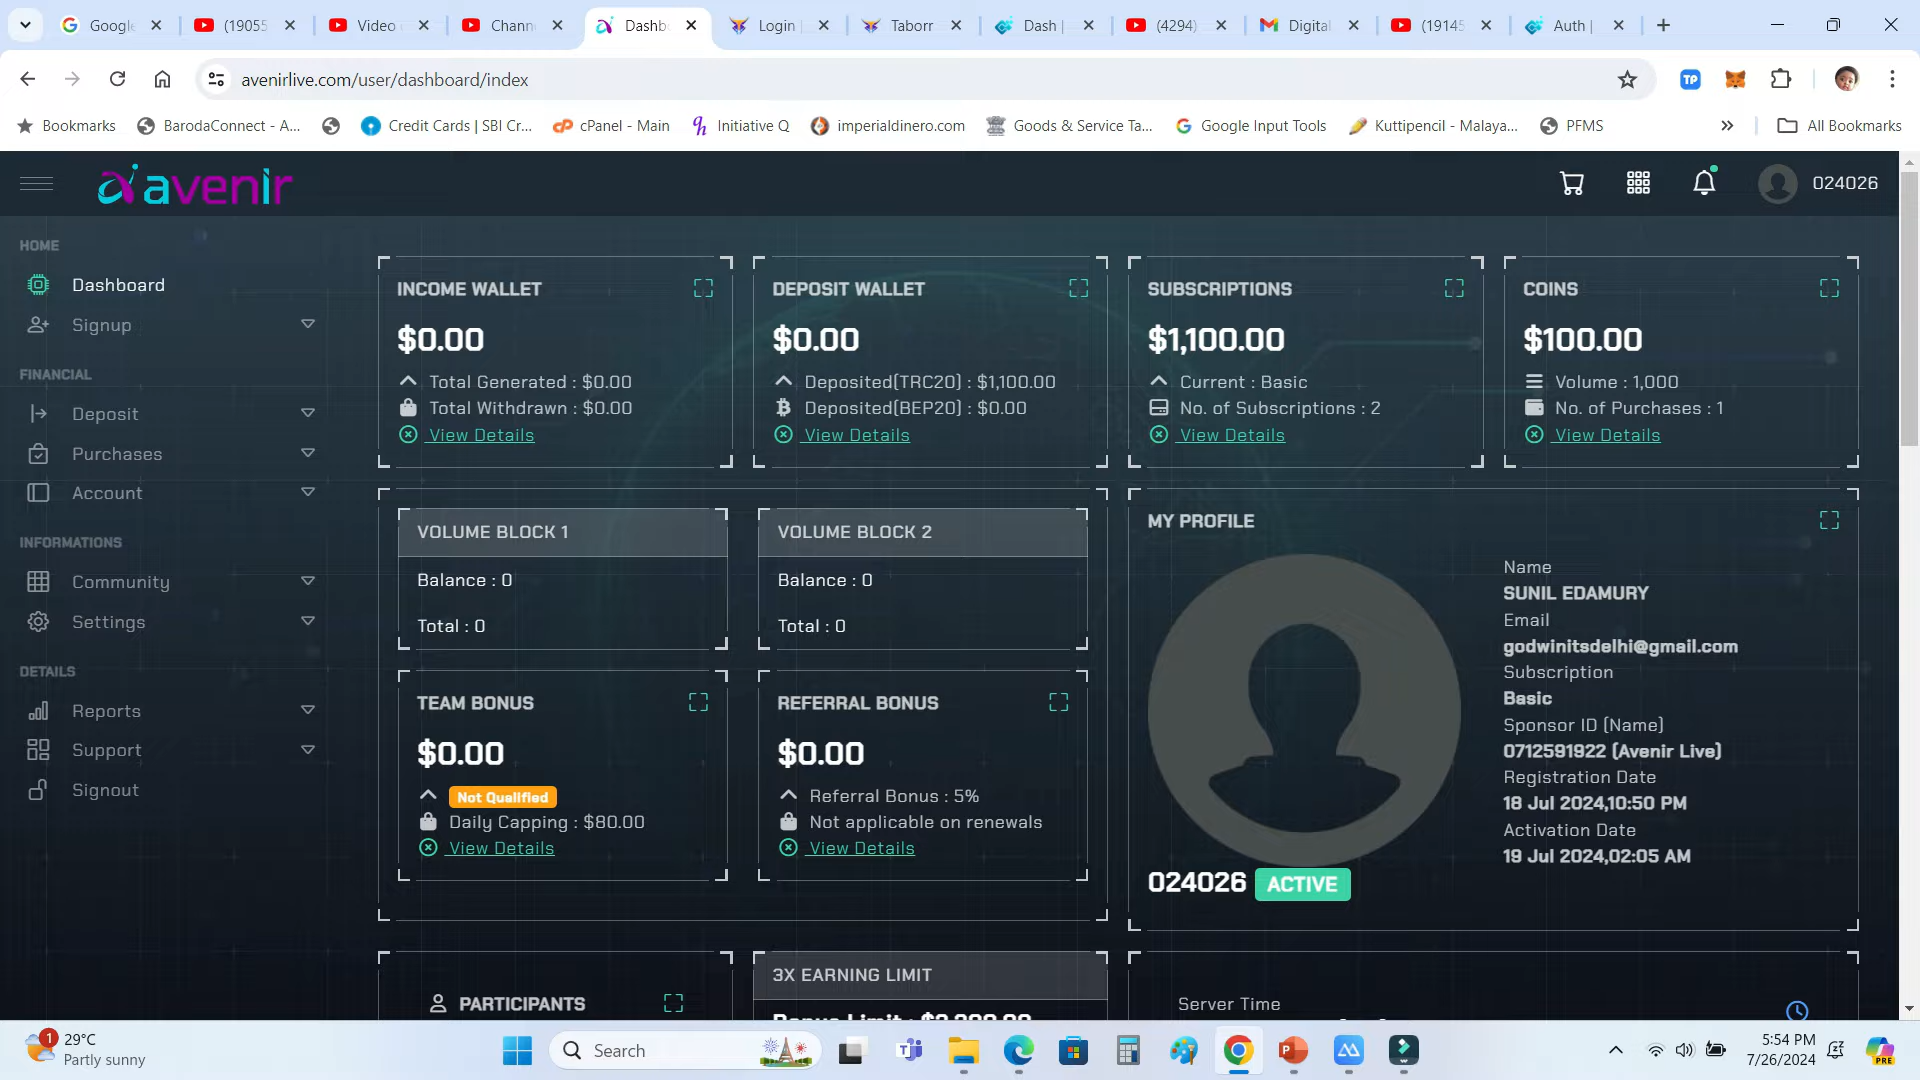 Google
(19055
Video
Chann
Dashb
Login |
Taborr
Dash |
(4294)
Digital
(19145
Auth |
avenirlive.com/user/dashboard/index
TP
Bookmarks
BarodaConnect - A...
Credit Cards | SBI Cr...
cPanel - Main
Initiative Q
imperialdinero.com
Goods & Service Ta...
Google Input Tools
Kuttipencil - Malaya...
PFMS
All Bookmarks
avenir
024026
HOME
Dashboard
Signup
FINANCIAL
Deposit
Purchases
Account
INFORMATIONS
Community
Settings
DETAILS
Reports
Support
Signout
INCOME WALLET
$0.00
Total Generated : $0.00
Total Withdrawn : $0.00
View Details
DEPOSIT WALLET
$0.00
Deposited(TRC20) : $1,100.00
Deposited(BEP20) : $0.00
View Details
SUBSCRIPTIONS
$1,100.00
Current : Basic
No. of Subscriptions : 2
View Details
COINS
$100.00
Volume : 1,000
No. of Purchases : 1
View Details
VOLUME BLOCK 1
Balance : 0
Total : 0
VOLUME BLOCK 2
Balance : 0
Total : 0
TEAM BONUS
$0.00
Not Qualified
Daily Capping : $80.00
View Details
REFERRAL BONUS
$0.00
Referral Bonus : 5%
Not applicable on renewals
View Details
MY PROFILE
Name
SUNIL EDAMURY
Email
godwinitsdelhi@gmail.com
Subscription
Basic
Sponsor ID (Name)
0712591922 (Avenir Live)
Registration Date
18 Jul 2024,10:50 PM
Activation Date
19 Jul 2024,02:05 AM
024026
ACTIVE
PARTICIPANTS
3X EARNING LIMIT
Server Time
1
29°C
Partly sunny
Search
5:54 PM
7/26/2024
PRE